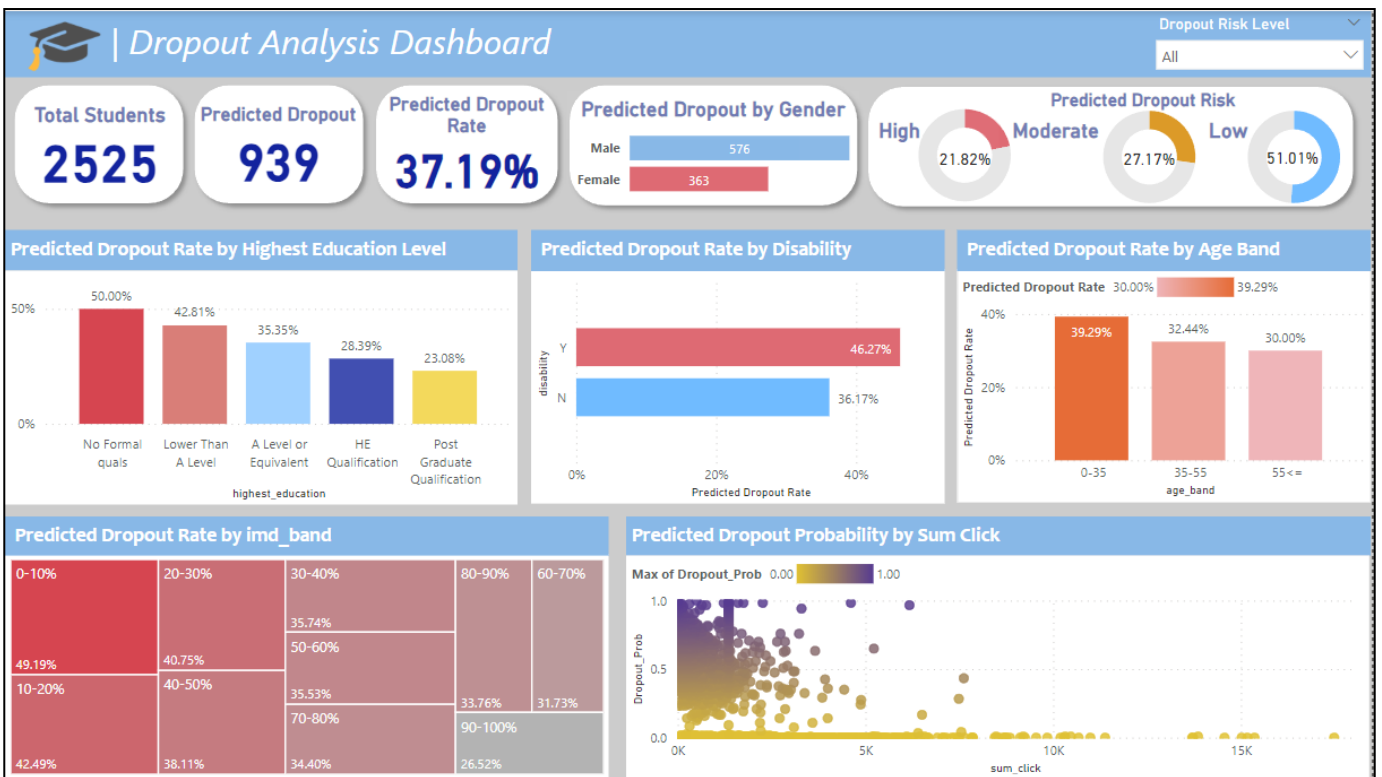 | Dropout Analysis Dashboard
Dropout Risk Level
All
Total Students
2525
Predicted Dropout
939
Predicted Dropout
Rate
37.19%
Predicted Dropout by Gender
Male
576
Female
363
Predicted Dropout Risk
High
21.82%
Moderate
27.17%
Low
51.01%
Predicted Dropout Rate by Highest Education Level
50%
0%
50.00%
42.81%
35.35%
28.39%
23.08%
No Formal
quals
Lower Than
A Level
A Level or
Equivalent
HE
Qualification
Post
Graduate
Qualification
highest_education
Predicted Dropout Rate by Disability
disability
Y
46.27%
N
36.17%
0%
20%
40%
Predicted Dropout Rate
Predicted Dropout Rate by Age Band
Predicted Dropout Rate 30.00% 39.29%
Predicted Dropout Rate
40%
20%
0%
39.29%
32.44%
30.00%
0-35
35-55
55<=
age_band
Predicted Dropout Rate by imd_band
0-10%
49.19%
10-20%
42.49%
20-30%
40.75%
40-50%
38.11%
30-40%
35.74%
50-60%
35.53%
70-80%
34.40%
80-90%
33.76%
60-70%
31.73%
90-100%
26.52%
Predicted Dropout Probability by Sum Click
Max of Dropout_Prob 0.00 1.00
Dropout_Prob
1.0
0.5
0.0
0K
5K
10K
15K
sum_click